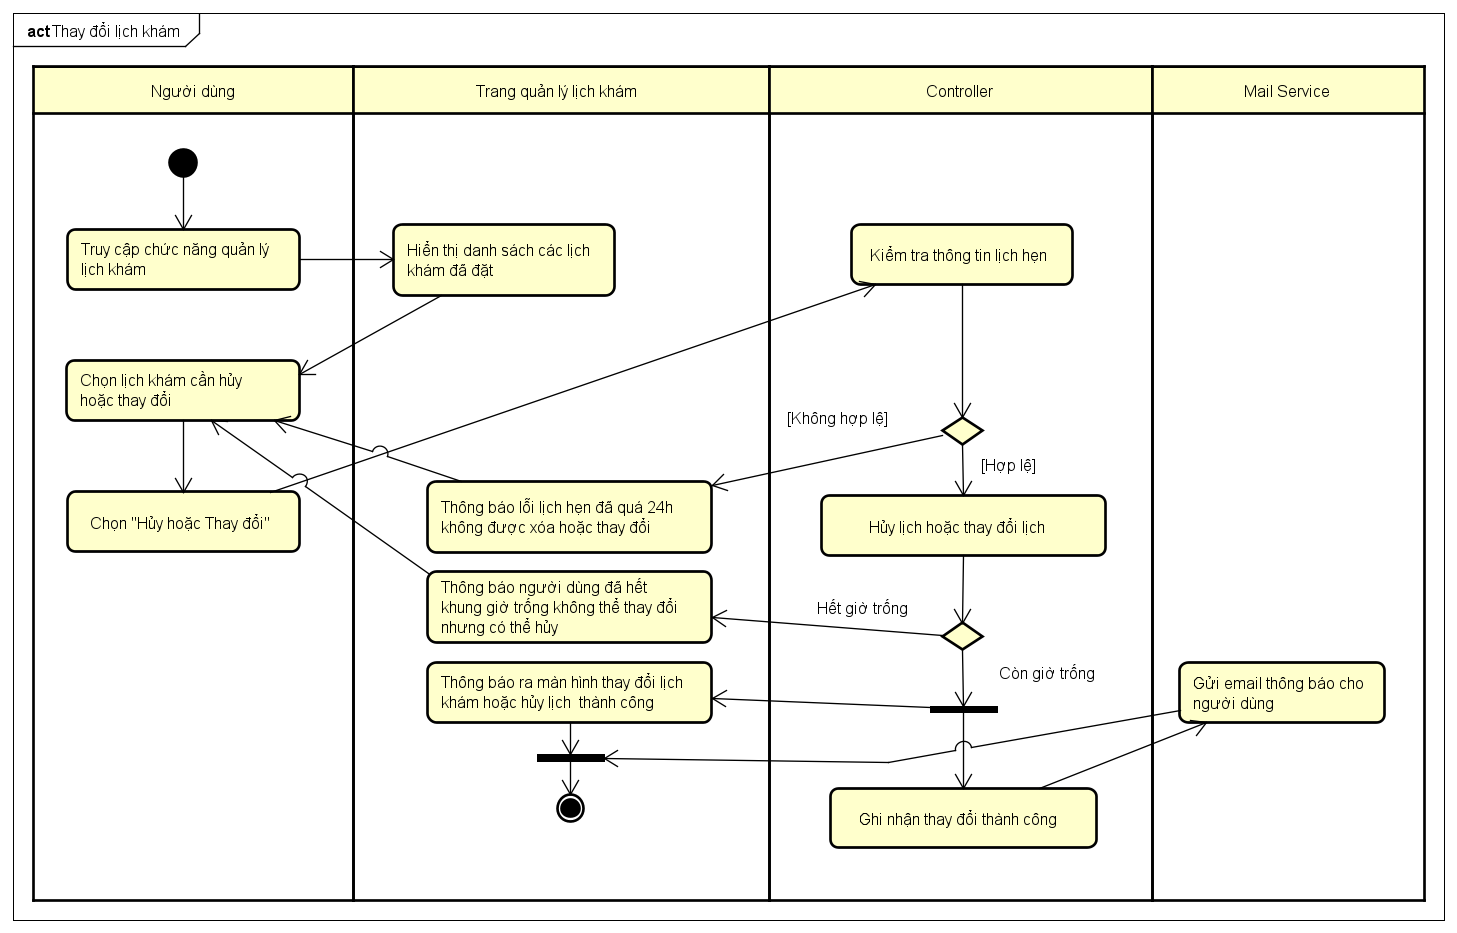 act Thay đổi lịch khám
Người dùng
Trang quản lý lịch khám
Controller
Mail Service
Truy cập chức năng quản lý
lịch khám
Hiển thị danh sách các lịch
khám đã đặt
Kiểm tra thông tin lịch hẹn
Chọn lịch khám cần hủy
hoặc thay đổi
[Không hợp lệ]
[Hợp lệ]
Chọn "Hủy hoặc Thay đổi"
Thông báo lỗi lịch hẹn đã quá 24h
không được xóa hoặc thay đổi
Hủy lịch hoặc thay đổi lịch
Thông báo người dùng đã hết
khung giờ trống không thể thay đổi
nhưng có thể hủy
Hết giờ trống
Còn giờ trống
Thông báo ra màn hình thay đổi lịch
khám hoặc hủy lịch  thành công
Gửi email thông báo cho
người dùng
Ghi nhận thay đổi thành công